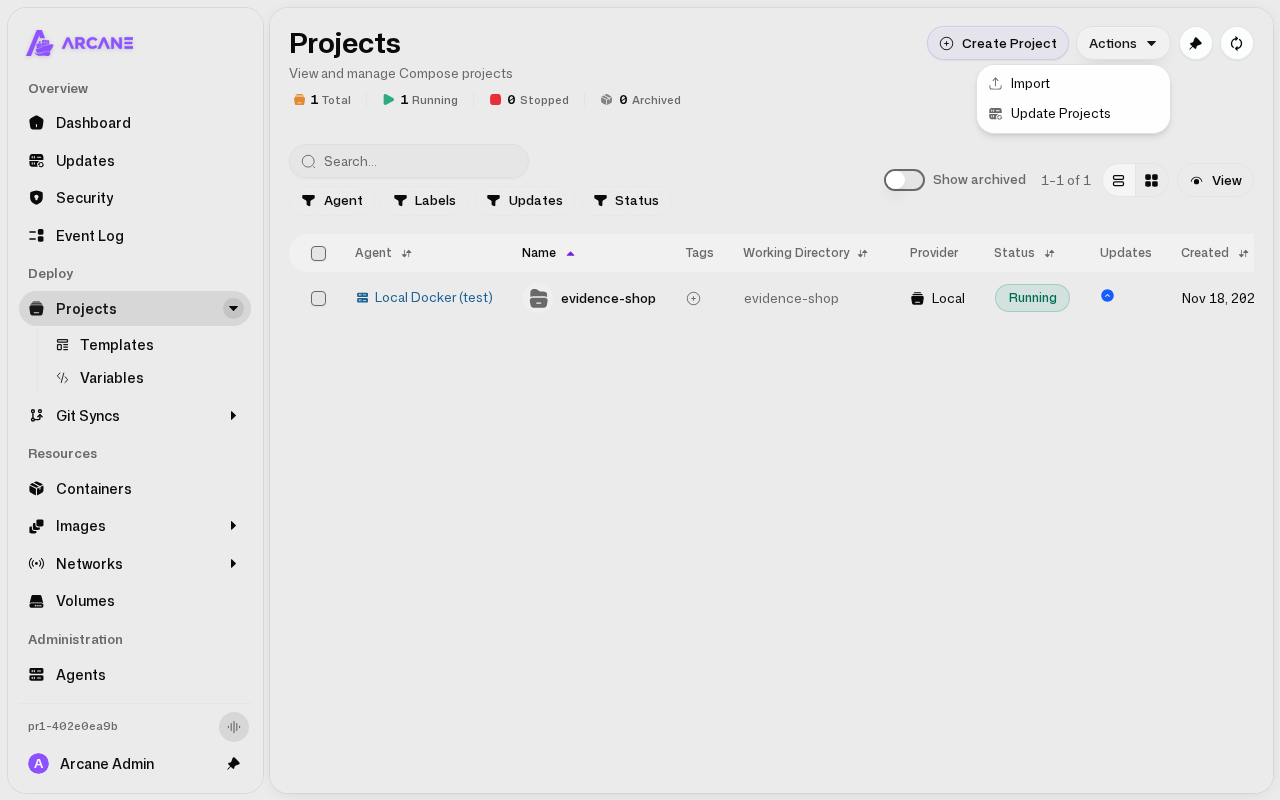 ARCANE
Overview
Dashboard
Updates
Security
Event Log
Deploy
Projects
Templates
Variables
Git Syncs
Resources
Containers
Images
Networks
Volumes
Administration
Agents
pr1-402e0ea9b
A Arcane Admin
Projects
View and manage Compose projects
1 Total 1 Running 0 Stopped 0 Archived
Create Project Actions
Import
Update Projects
Search...
Agent Labels Updates Status
Show archived 1–1 of 1 View
Agent Name Tags Working Directory Provider Status Updates Created
Local Docker (test) evidence-shop evidence-shop Local Running Nov 18, 202